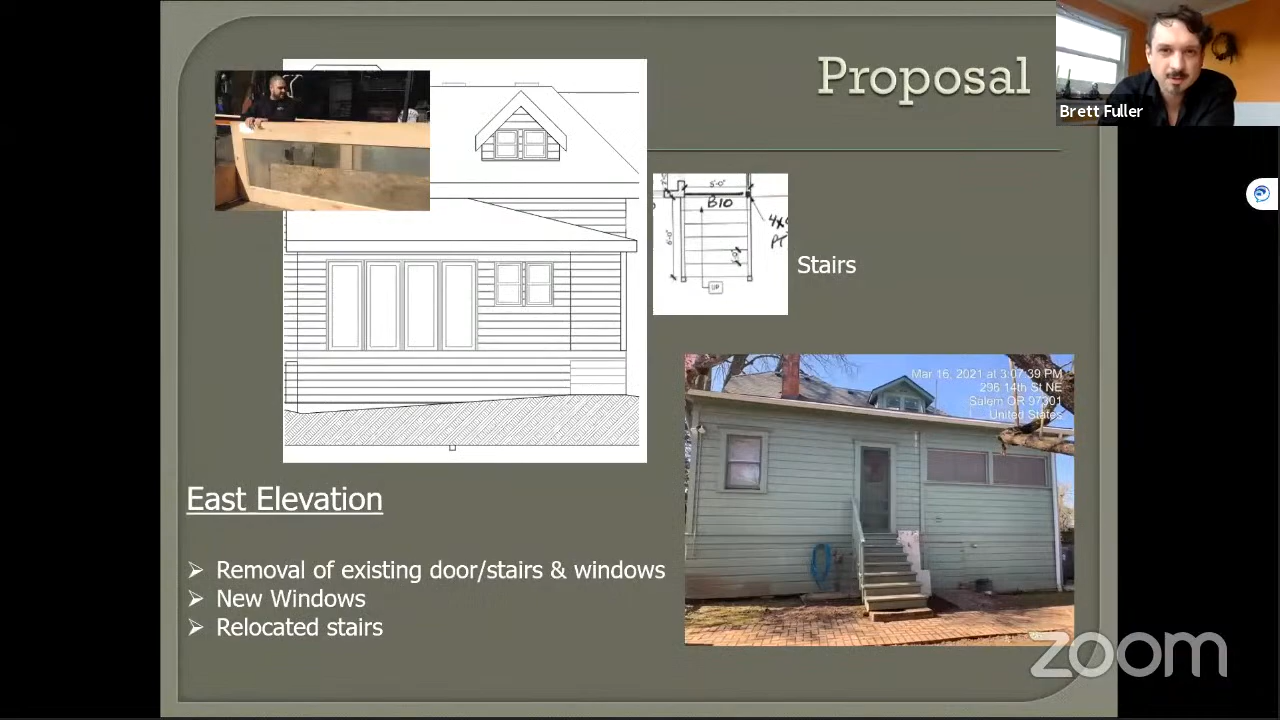 Proposal
Brett Fuller
5'-0"
B10
6'-0"
UP
Stairs
Mar 16, 2021 at 3:07:39 PM
296 14th St NE
Salem OR 97301
United States
East Elevation
Removal of existing door/stairs & windows
New Windows
Relocated stairs
zoom